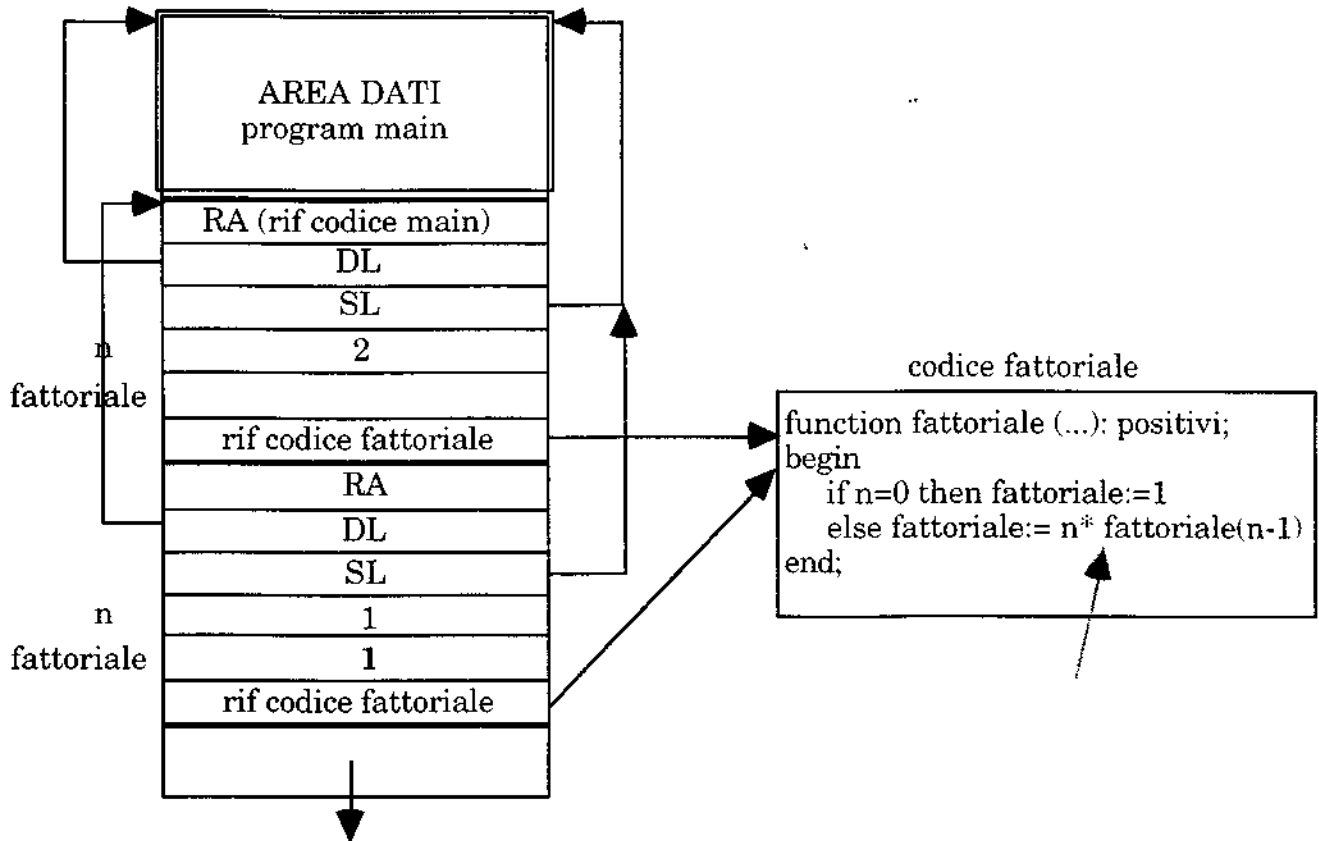 AREA DATI
program main
RA (rif codice main)
DL
SL
n
2
fattoriale
rif codice fattoriale
RA
DL
SL
n
1
fattoriale
1
rif codice fattoriale
codice fattoriale
function fattoriale (...): positivi;
begin
if n=0 then fattoriale:=1
else fattoriale:= n* fattoriale(n-1)
end;